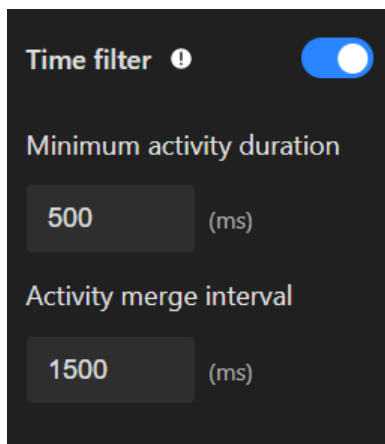 Time filter
Minimum activity duration
500 (ms)
Activity merge interval
1500 (ms)